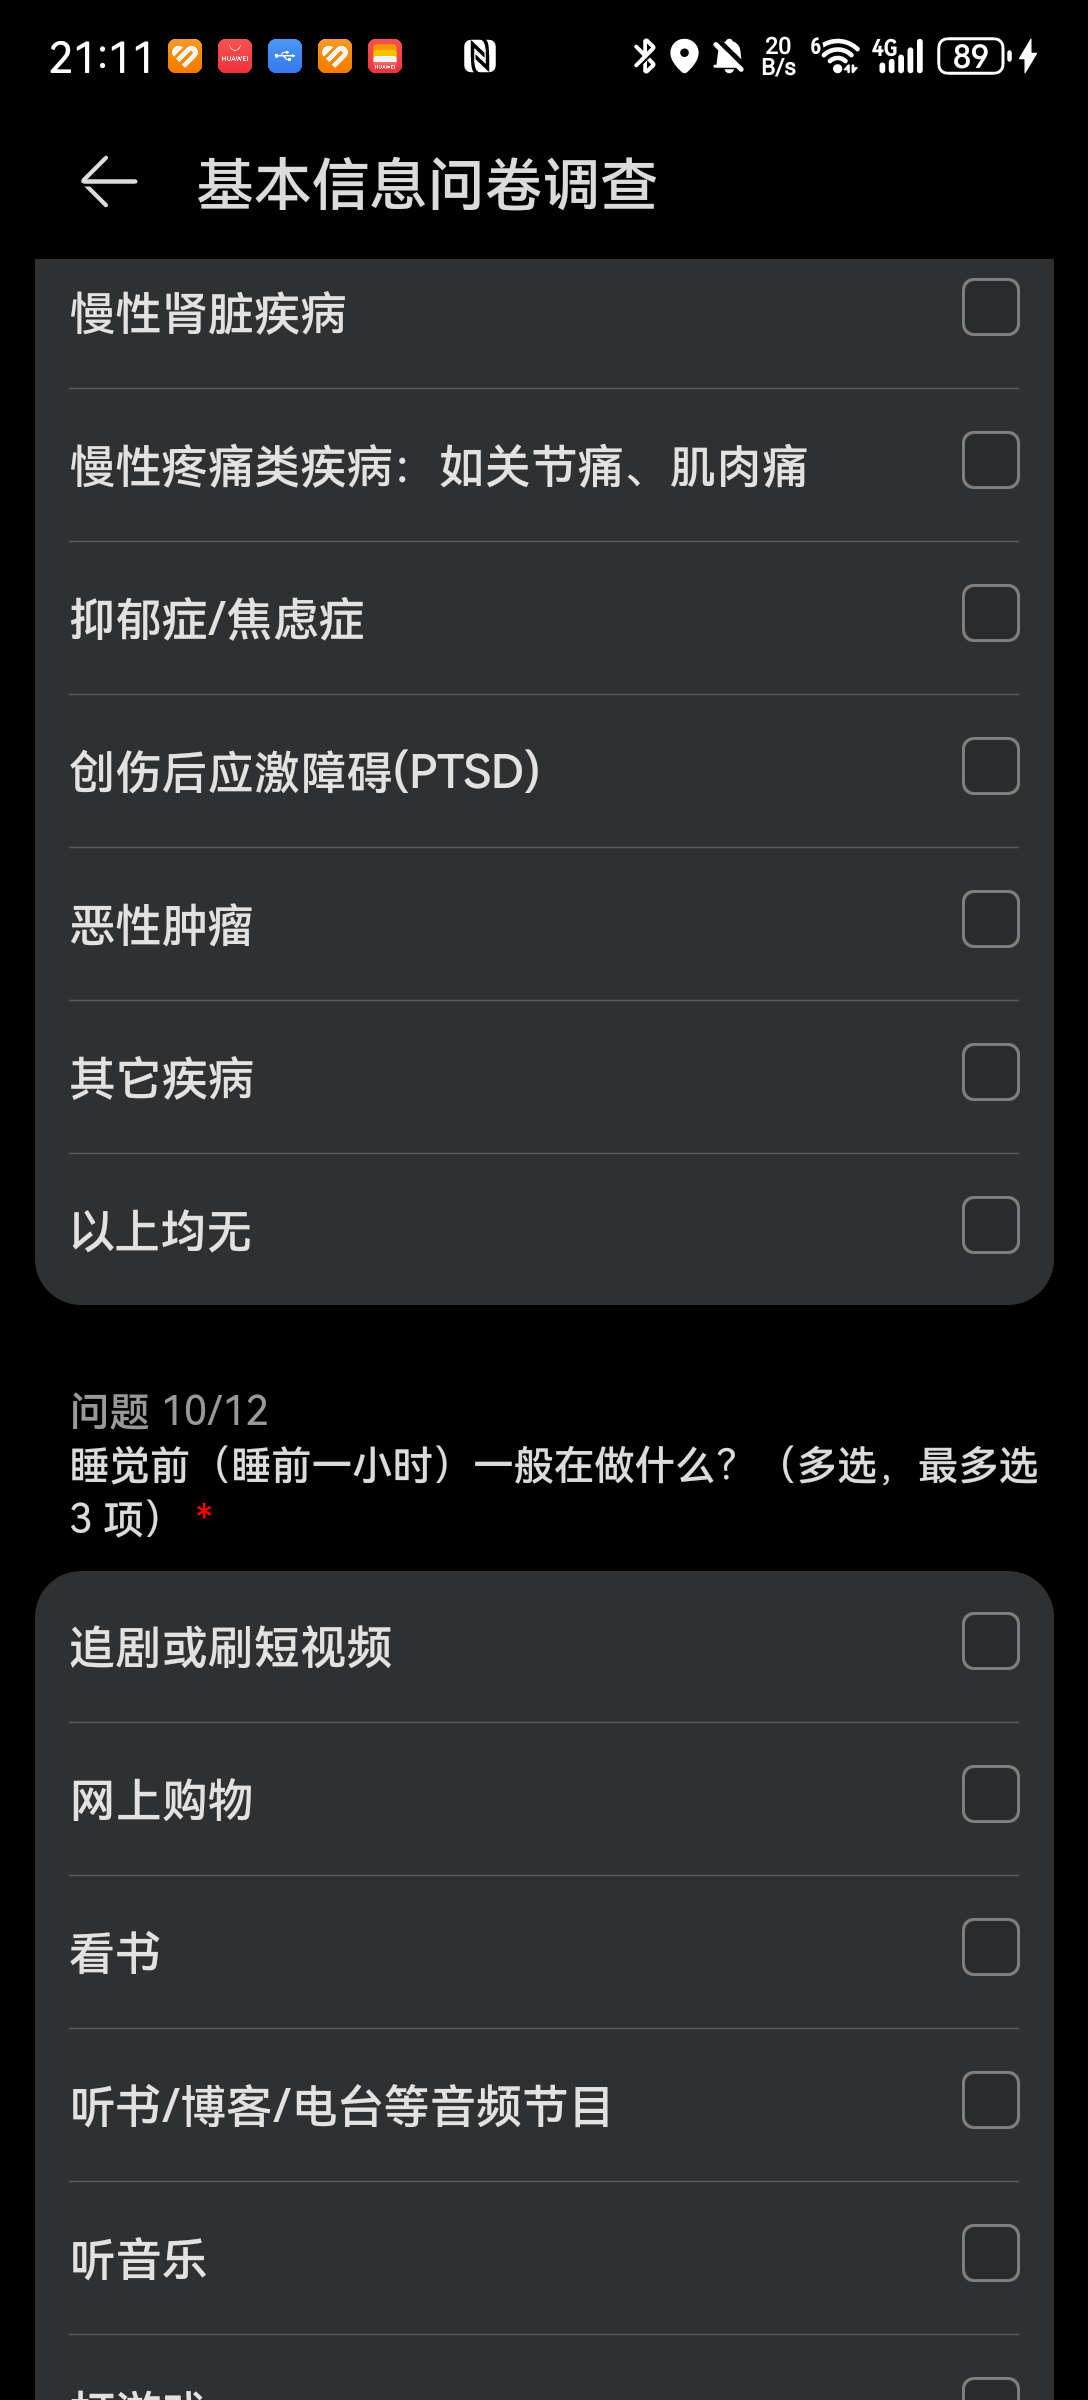 21:11
20
B/s
6
4G
89
基本信息问卷调查
慢性肾脏疾病
慢性疼痛类疾病：如关节痛、肌肉痛
抑郁症/焦虑症
创伤后应激障碍(PTSD)
恶性肿瘤
其它疾病
以上均无
问题 10/12
睡觉前（睡前一小时）一般在做什么？（多选，最多选
3 项） *
追剧或刷短视频
网上购物
看书
听书/博客/电台等音频节目
听音乐
打游戏